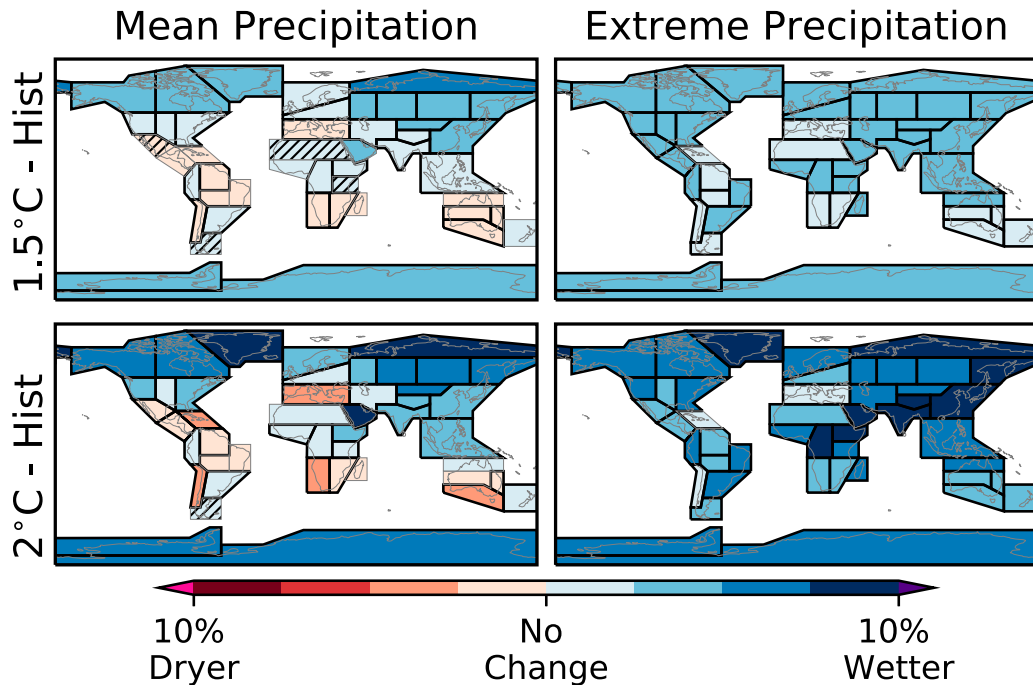 Mean Precipitation
Extreme Precipitation
1.5°C - Hist
2°C - Hist
10%
Dryer
No
Change
10%
Wetter